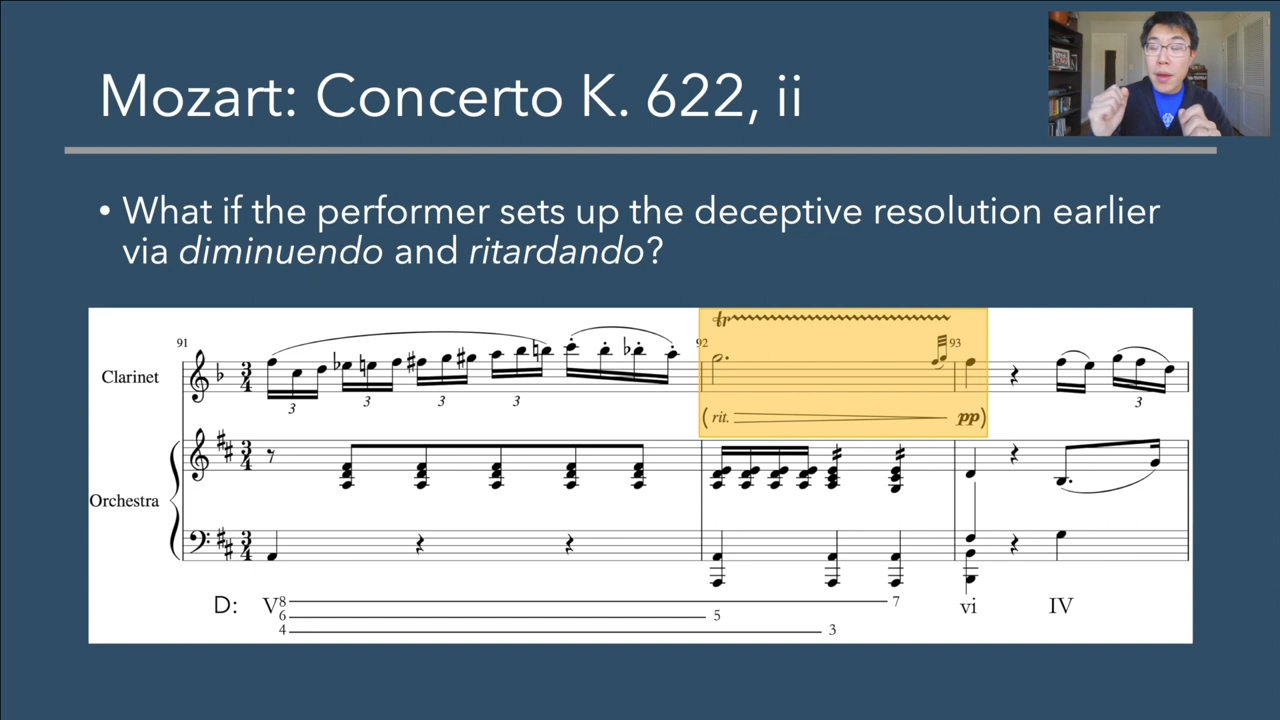 Mozart: Concerto K. 622, ii
• What if the performer sets up the deceptive resolution earlier
via diminuendo and ritardando?
tr
91
92
93
Clarinet
3 3 3 3
3
(rit. pp)
Orchestra
D: V 8 7 vi IV
6 5
4 3